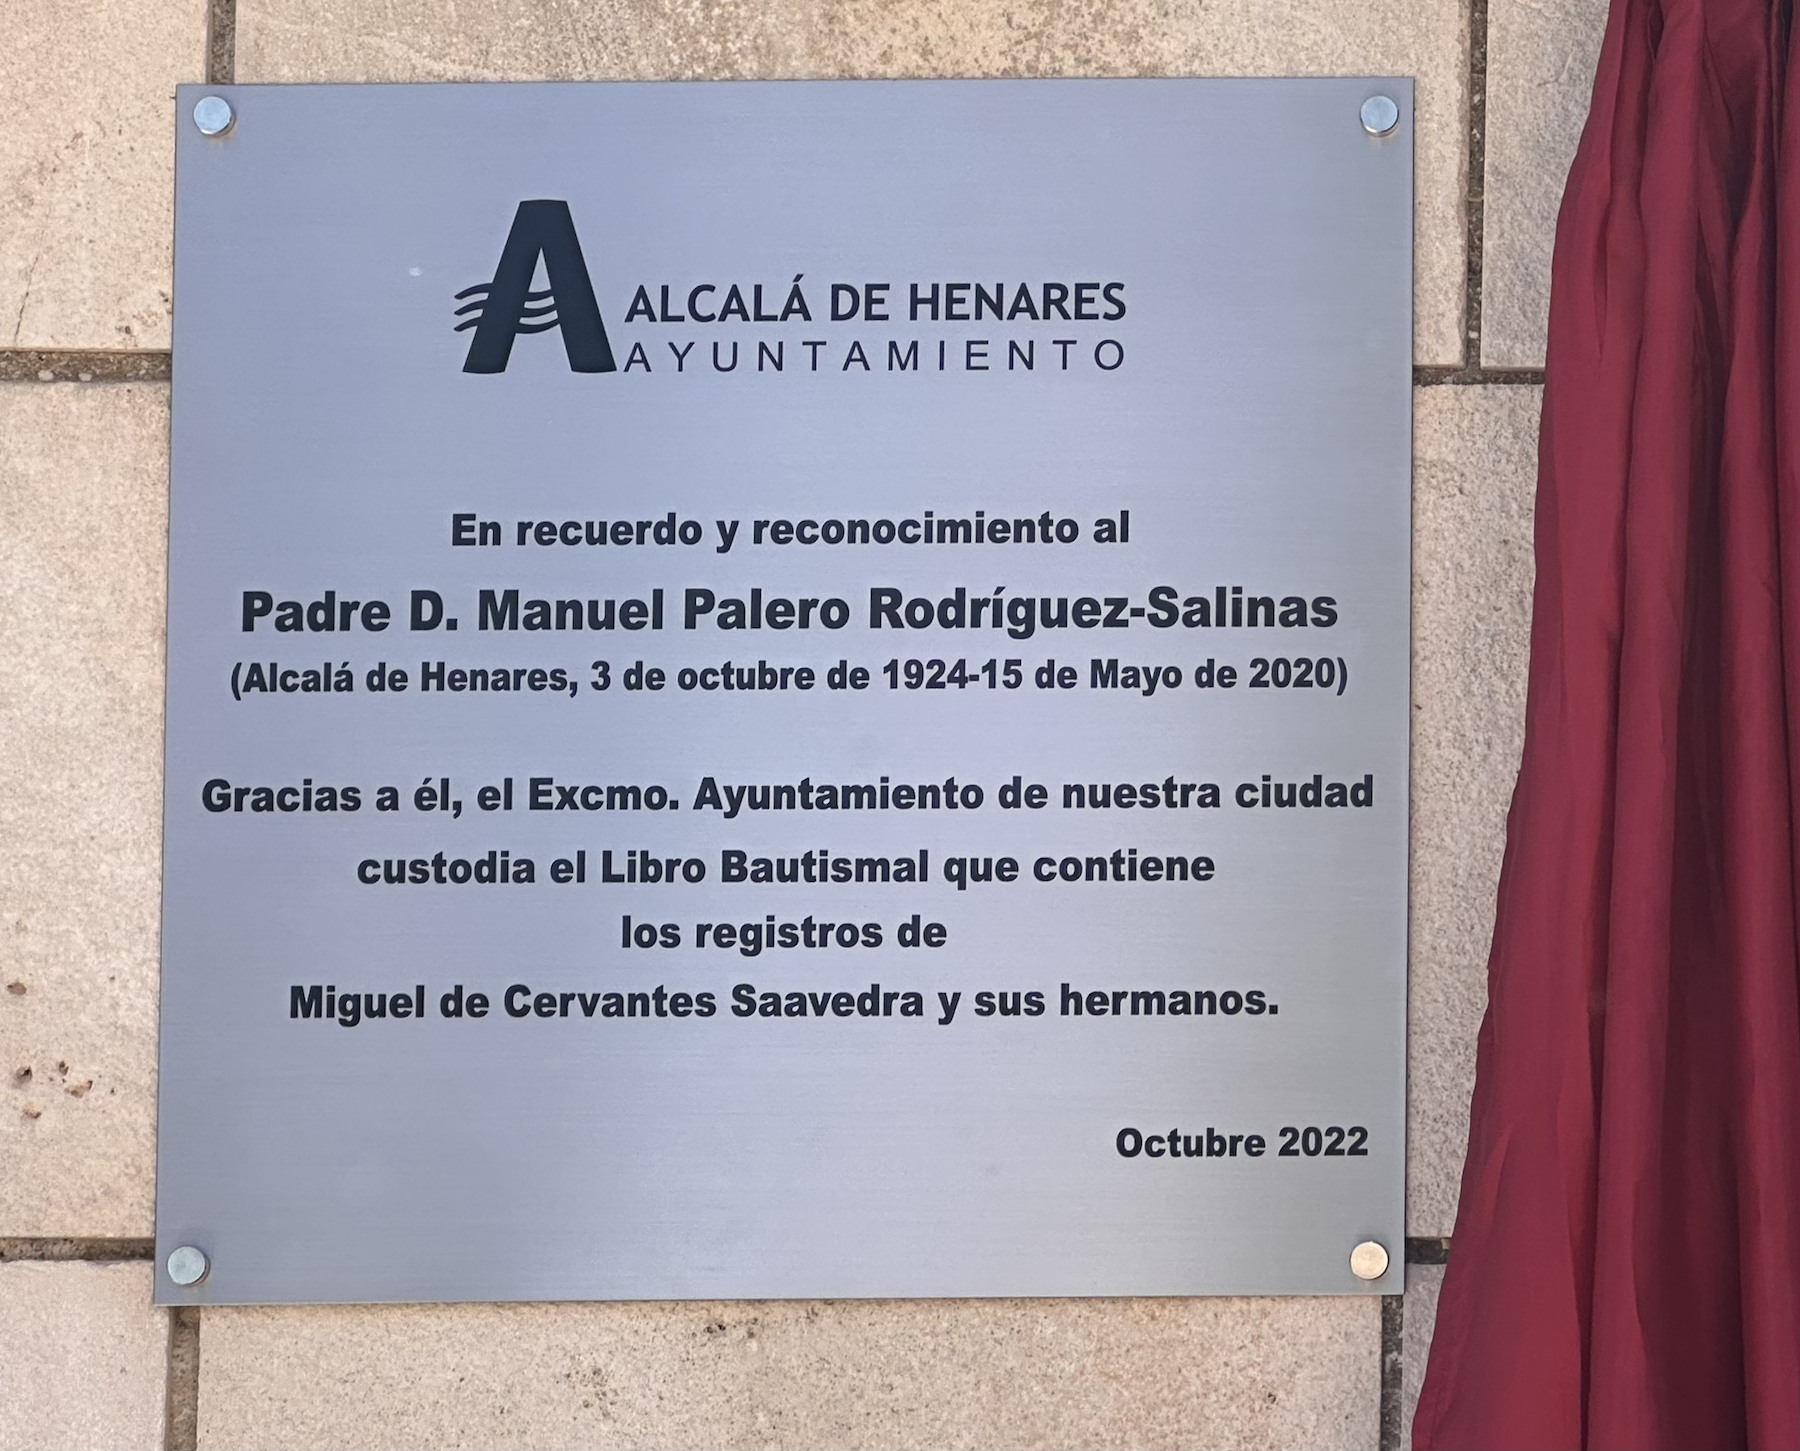 ALCALÁ DE HENARES
AYUNTAMIENTO
En recuerdo y reconocimiento al
Padre D. Manuel Palero Rodríguez-Salinas
(Alcalá de Henares, 3 de octubre de 1924-15 de Mayo de 2020)
Gracias a él, el Excmo. Ayuntamiento de nuestra ciudad
custodia el Libro Bautismal que contiene
los registros de
Miguel de Cervantes Saavedra y sus hermanos.
Octubre 2022